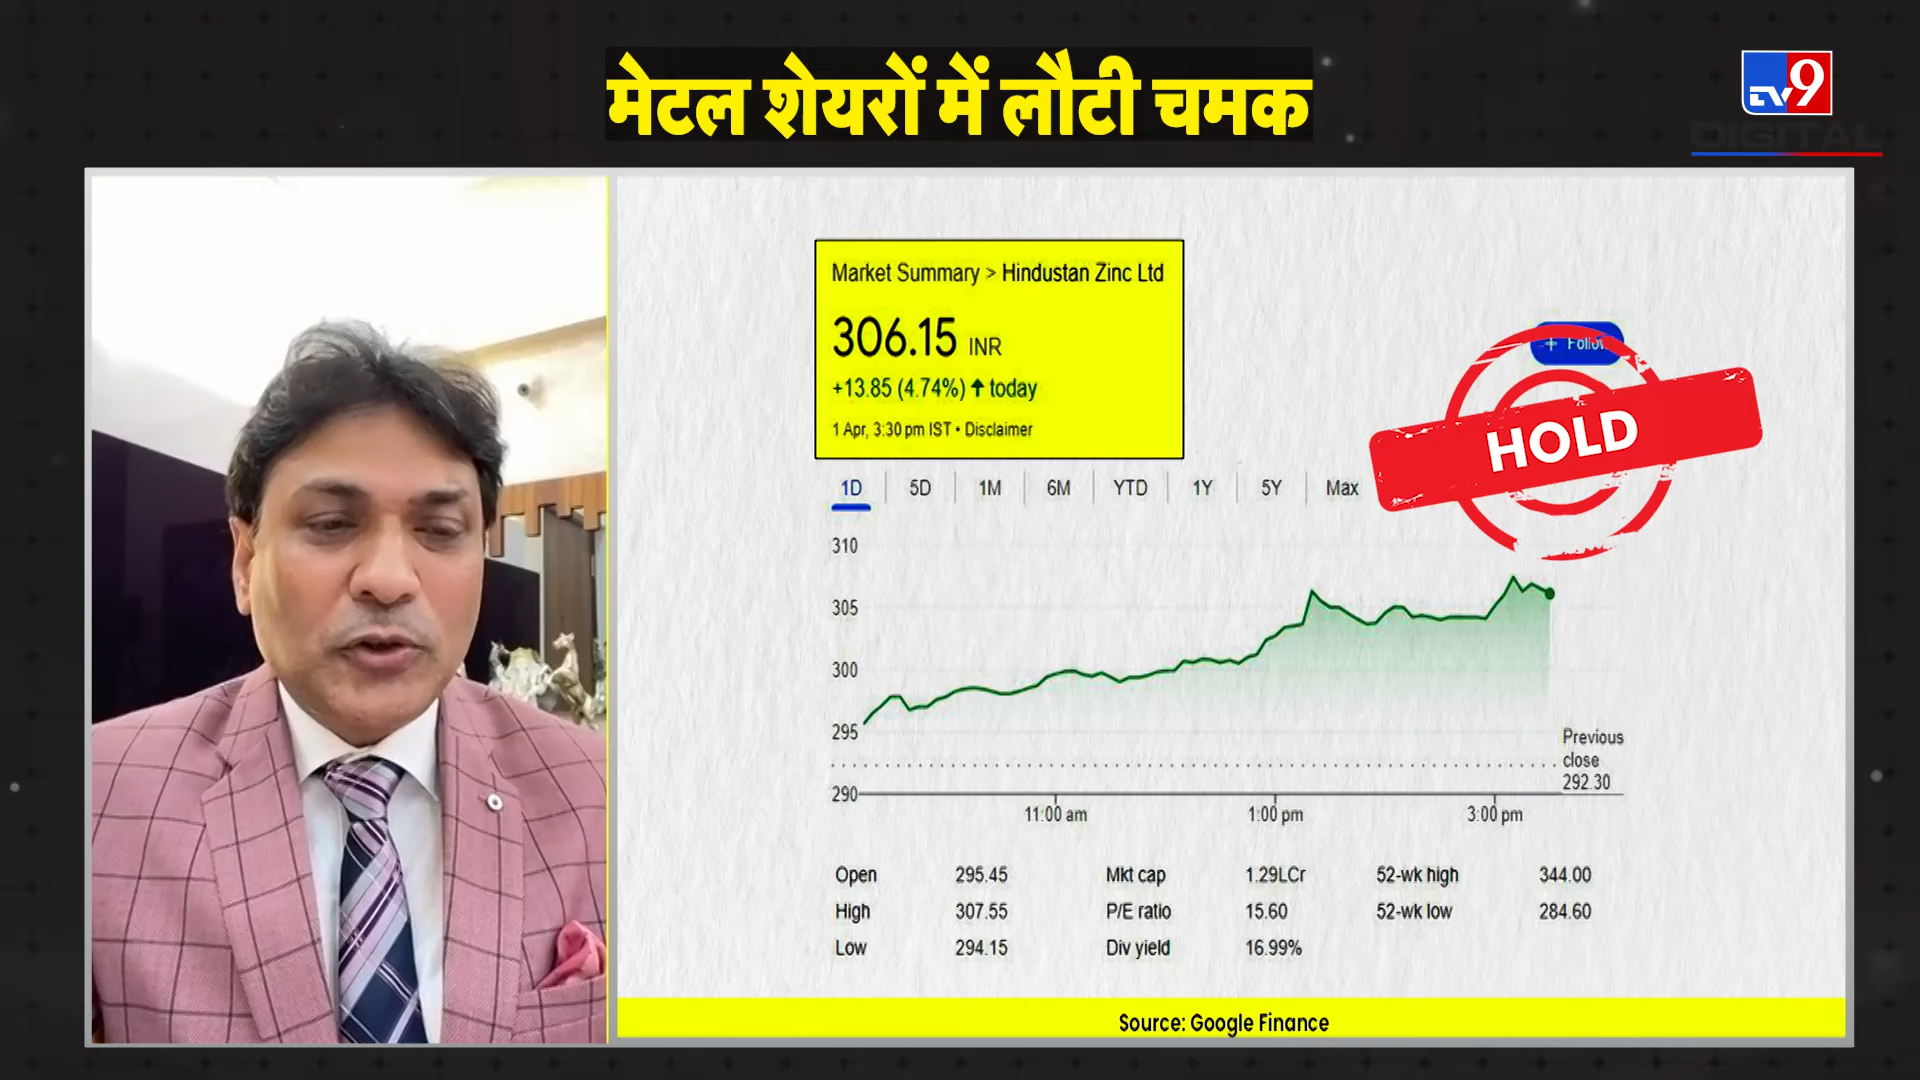 मेटल शेयरों में लौटी चमक
TV9
DIGITAL
Market Summary > Hindustan Zinc Ltd
306.15 INR
+13.85 (4.74%) ↑ today
1 Apr, 3:30 pm IST • Disclaimer
+ Follow
HOLD
1D 5D 1M 6M YTD 1Y 5Y Max
310
305
300
295
290
Previous
close
292.30
11:00 am 1:00 pm 3:00 pm
Open 295.45 Mkt cap 1.29LCr 52-wk high 344.00
High 307.55 P/E ratio 15.60 52-wk low 284.60
Low 294.15 Div yield 16.99%
Source: Google Finance